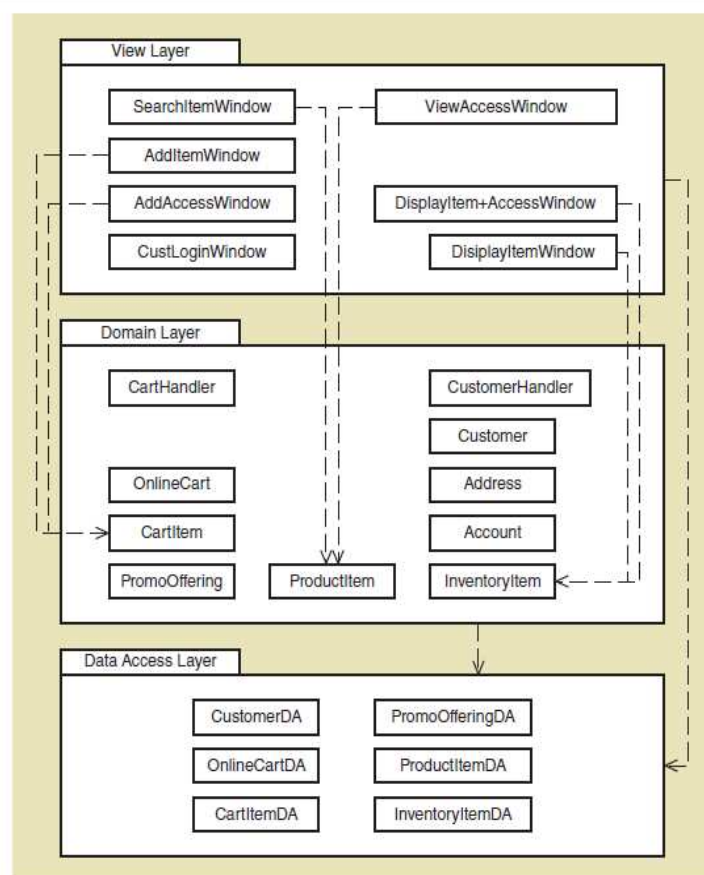 View Layer
SearchItemWindow
ViewAccessWindow
AddItemWindow
AddAccessWindow
DisplayItem+AccessWindow
CustLoginWindow
DisiplayItemWindow
Domain Layer
CartHandler
CustomerHandler
Customer
OnlineCart
Address
CartItem
Account
PromoOffering
ProductItem
InventoryItem
Data Access Layer
CustomerDA
PromoOfferingDA
OnlineCartDA
ProductItemDA
CartItemDA
InventoryItemDA